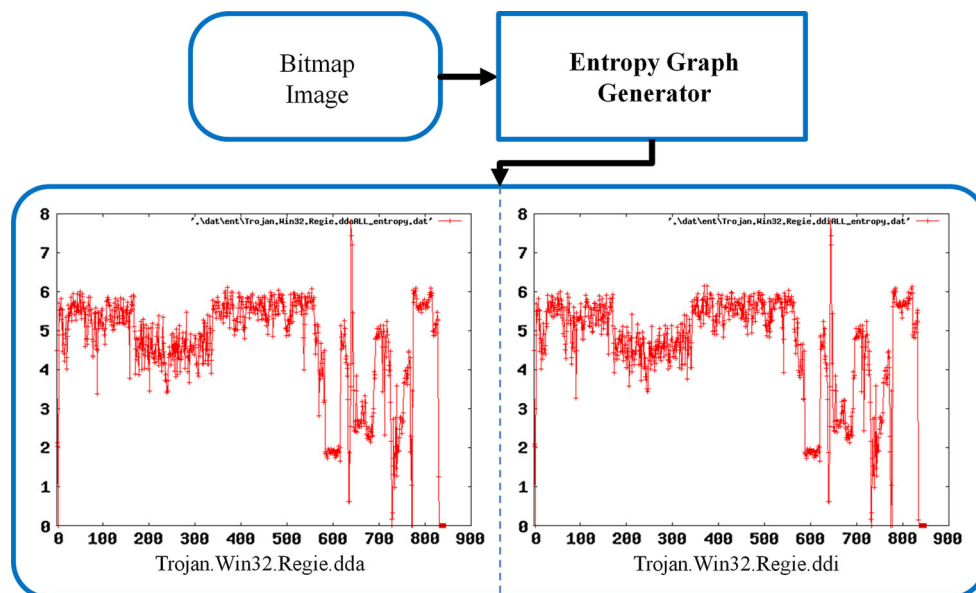 Bitmap
Image
Entropy Graph
Generator
'.\dat\ent\Trojan.Win32.Regie.ddaALL_entropy.dat'
8
7
6
5
4
3
2
1
0
0 100 200 300 400 500 600 700 800 900
Trojan.Win32.Regie.dda
'.\dat\ent\Trojan.Win32.Regie.ddiALL_entropy.dat'
8
7
6
5
4
3
2
1
0
0 100 200 300 400 500 600 700 800 900
Trojan.Win32.Regie.ddi